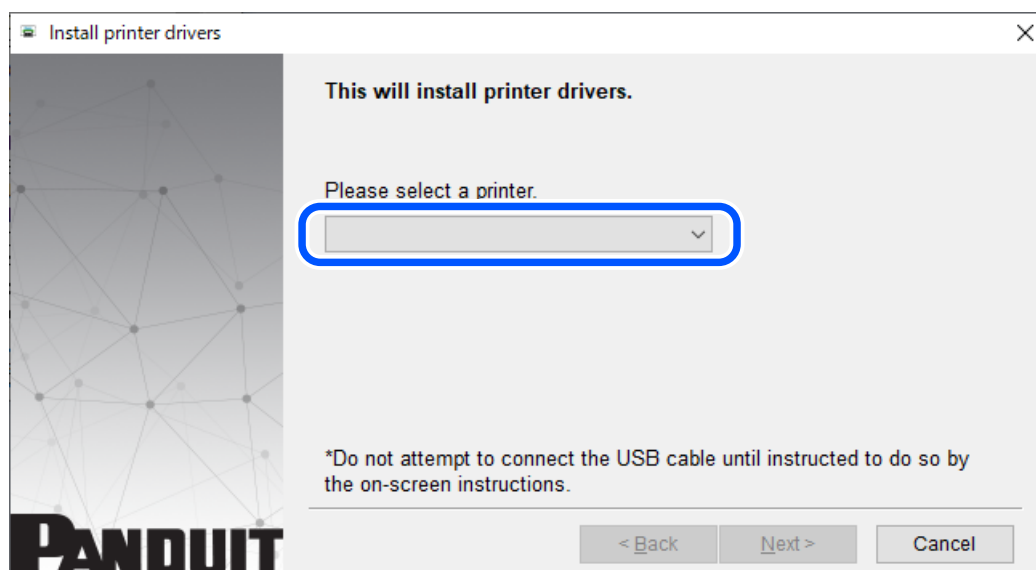 Install printer drivers
This will install printer drivers.
Please select a printer.
*Do not attempt to connect the USB cable until instructed to do so by
the on-screen instructions.
PANDUIT
< Back
Next >
Cancel